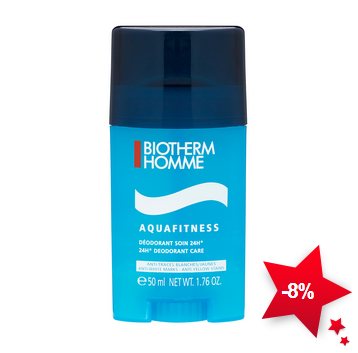 BIOTHERM
HOMME
AQUAFITNESS
DÉODORANT SOIN 24H*
24H* DEODORANT CARE
ANTI-TRACES BLANCHES/JAUNES
ANTI-WHITE MARKS - ANTI-YELLOW STAINS
℮ 50 ml NET WT. 1.76 OZ.
-8%